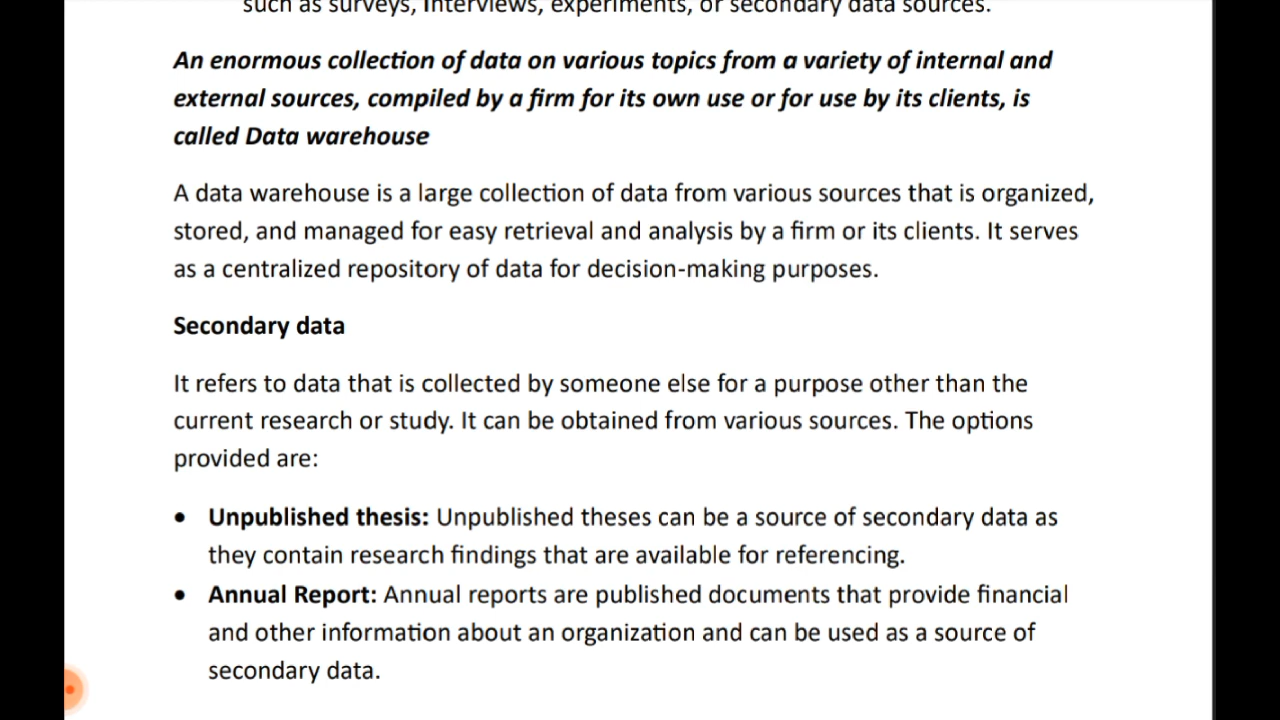 such as surveys, interviews, experiments, or secondary data sources.
An enormous collection of data on various topics from a variety of internal and
external sources, compiled by a firm for its own use or for use by its clients, is
called Data warehouse
A data warehouse is a large collection of data from various sources that is organized,
stored, and managed for easy retrieval and analysis by a firm or its clients. It serves
as a centralized repository of data for decision-making purposes.
Secondary data
It refers to data that is collected by someone else for a purpose other than the
current research or study. It can be obtained from various sources. The options
provided are:
• Unpublished thesis: Unpublished theses can be a source of secondary data as
they contain research findings that are available for referencing.
• Annual Report: Annual reports are published documents that provide financial
and other information about an organization and can be used as a source of
secondary data.